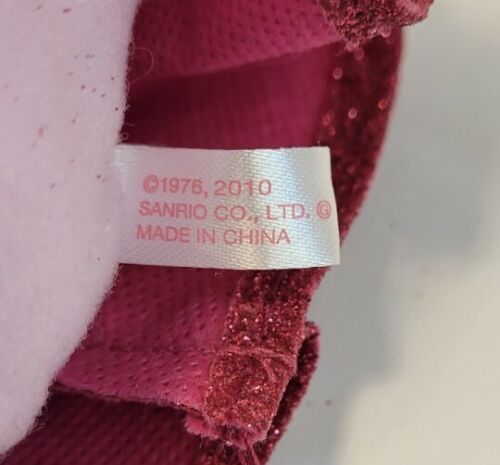 ©1976, 2010
SANRIO CO., LTD. Ⓖ
MADE IN CHINA